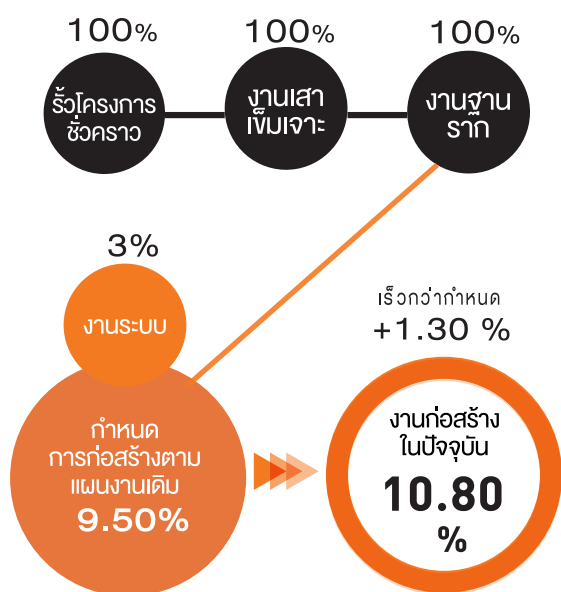 100%
100%
100%
รั้วโครงการ
ชั่วคราว
งานเสา
เข็มเจาะ
งานฐาน
ราก
3%
งานระบบ
เร็วกว่ากำหนด
+1.30 %
กำหนด
การก่อสร้างตาม
แผนงานเดิม
9.50%
งานก่อสร้าง
ในปัจจุบัน
10.80
%